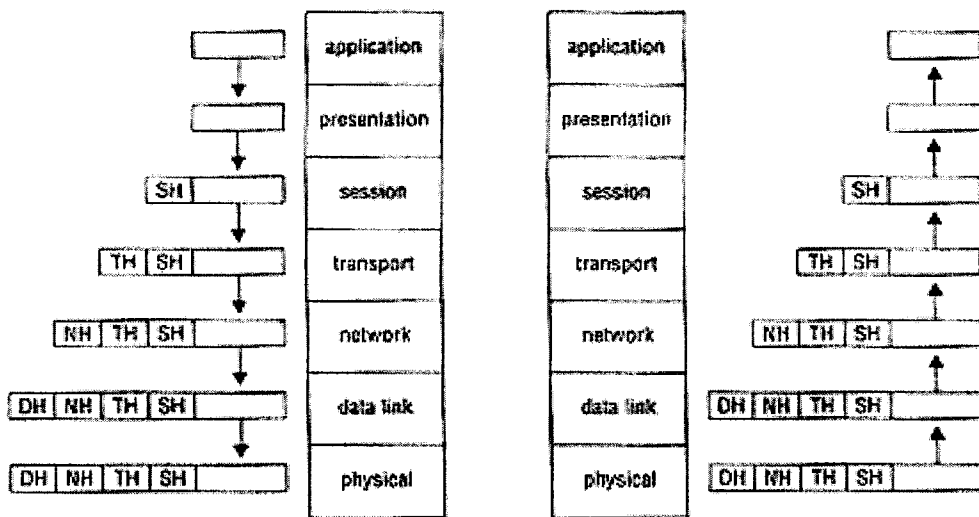 application application
presentation presentation
SH session session SH
TH SH transport transport TH SH
NH TH SH network network NH TH SH
DH NH TH SH data link data link DH NH TH SH
DH NH TH SH physical physical DH NH TH SH